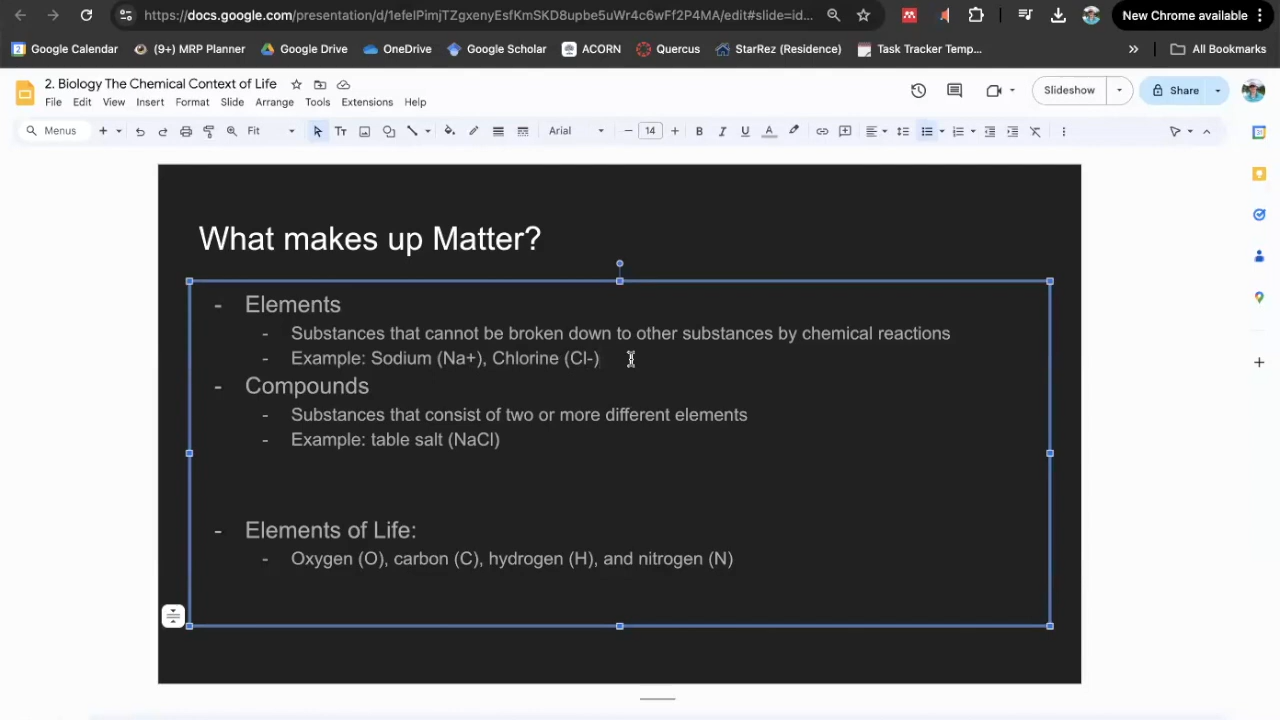 https://docs.google.com/presentation/d/1efelPimjTZgxenyEsfKmSKD8upbe5uWr4c6wFf2P4MA/edit#slide=id...
New Chrome available
Google Calendar
(9+) MRP Planner
Google Drive
OneDrive
Google Scholar
ACORN
Quercus
StarRez (Residence)
Task Tracker Temp...
All Bookmarks
2. Biology The Chemical Context of Life
File Edit View Insert Format Slide Arrange Tools Extensions Help
Slideshow
Share
Menus
Fit
Arial
14
What makes up Matter?
- Elements
- Substances that cannot be broken down to other substances by chemical reactions
- Example: Sodium (Na+), Chlorine (Cl-)
- Compounds
- Substances that consist of two or more different elements
- Example: table salt (NaCl)
- Elements of Life:
- Oxygen (O), carbon (C), hydrogen (H), and nitrogen (N)